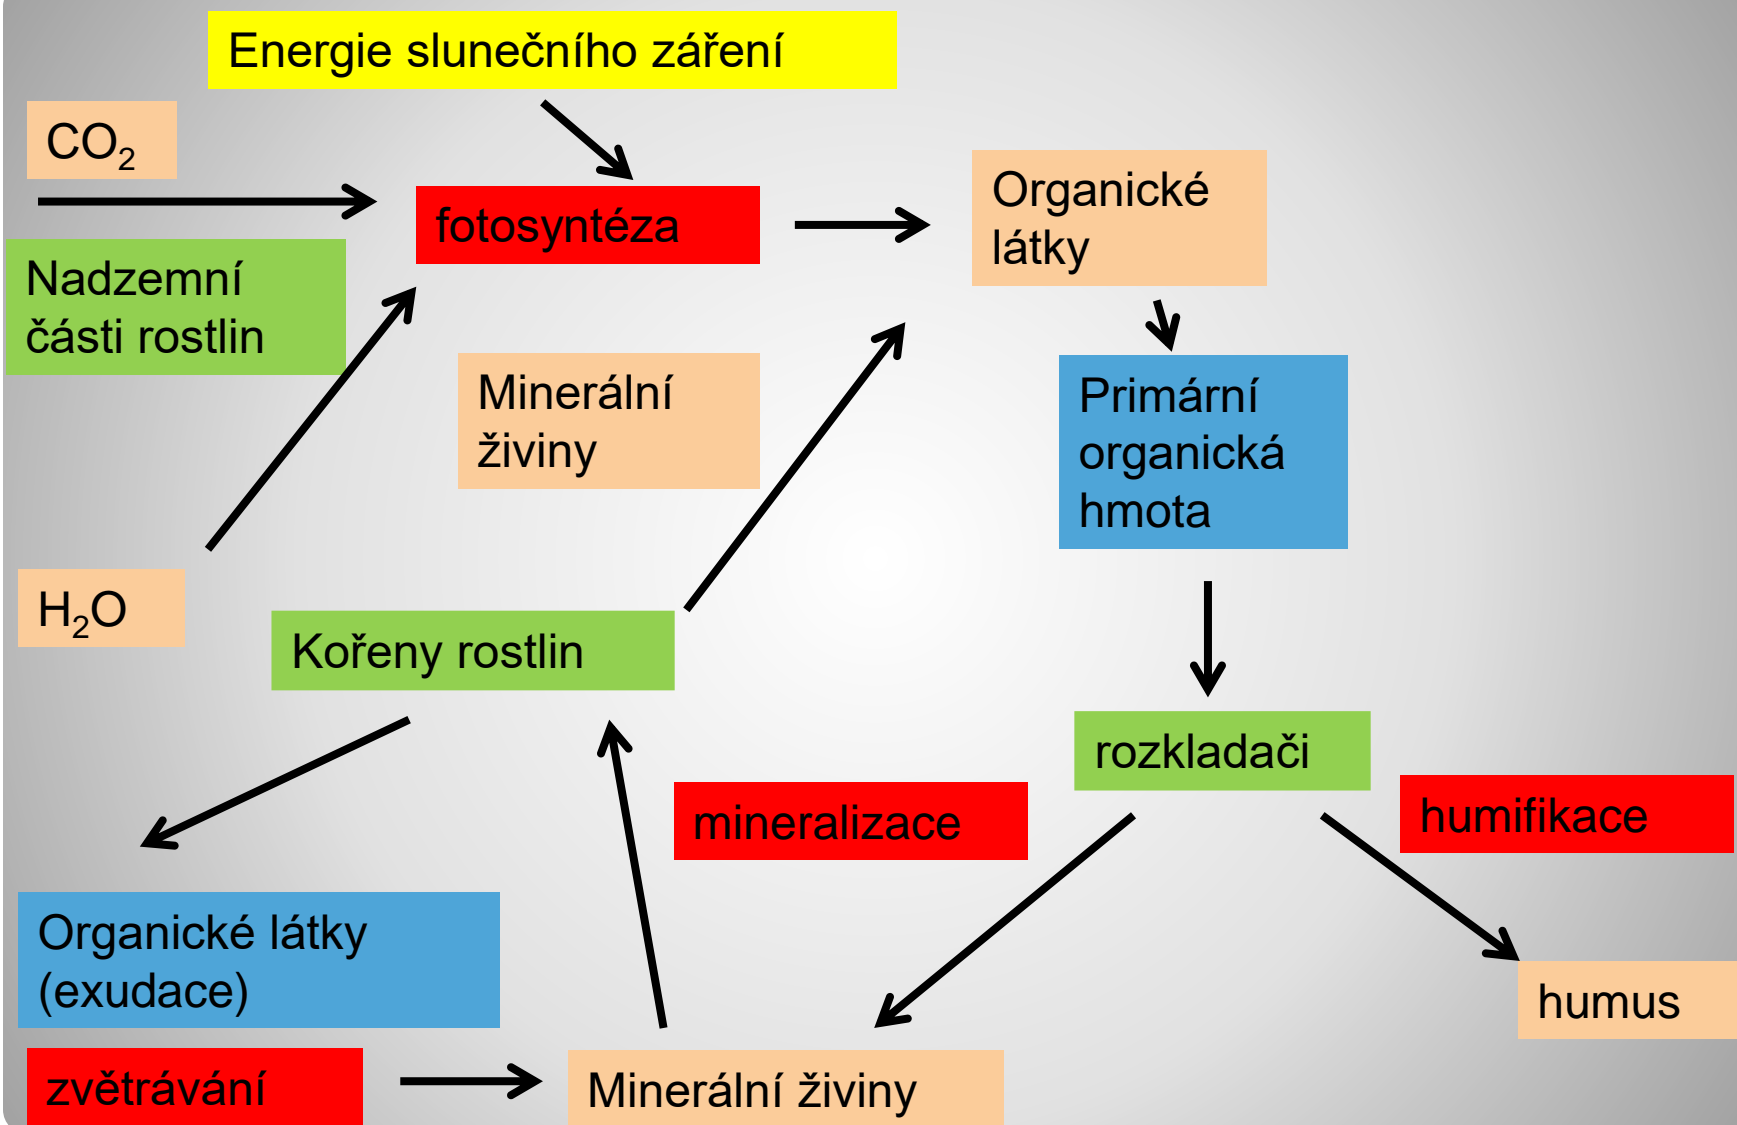 Energie slunečního záření
CO₂
fotosyntéza
Organické
látky
Nadzemní
části rostlin
Minerální
živiny
Primární
organická
hmota
H₂O
Kořeny rostlin
rozkladači
mineralizace
humifikace
Organické látky
(exudace)
humus
zvětrávání
Minerální živiny